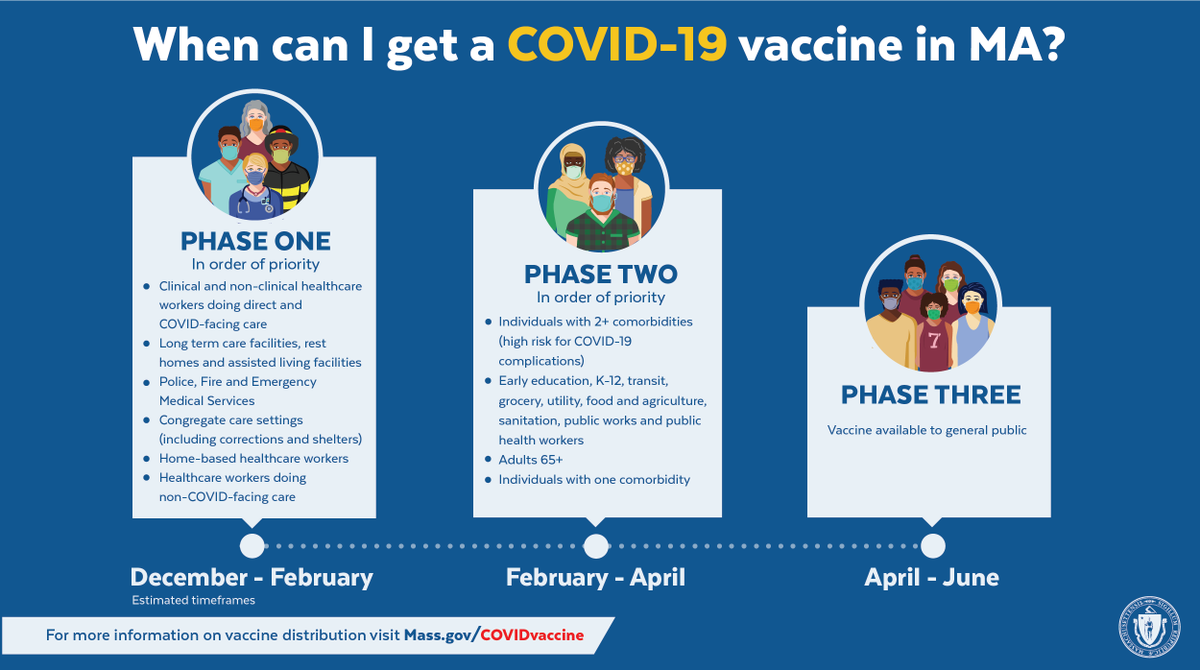 When can I get a COVID-19 vaccine in MA?
PHASE ONE
In order of priority
• Clinical and non-clinical healthcare
workers doing direct and
COVID-facing care
• Long term care facilities, rest
homes and assisted living facilities
• Police, Fire and Emergency
Medical Services
• Congregate care settings
(including corrections and shelters)
• Home-based healthcare workers
• Healthcare workers doing
non-COVID-facing care
December - February
Estimated timeframes
PHASE TWO
In order of priority
• Individuals with 2+ comorbidities
(high risk for COVID-19
complications)
• Early education, K-12, transit,
grocery, utility, food and agriculture,
sanitation, public works and public
health workers
• Adults 65+
• Individuals with one comorbidity
February - April
7
PHASE THREE
Vaccine available to general public
April - June
For more information on vaccine distribution visit Mass.gov/COVIDvaccine